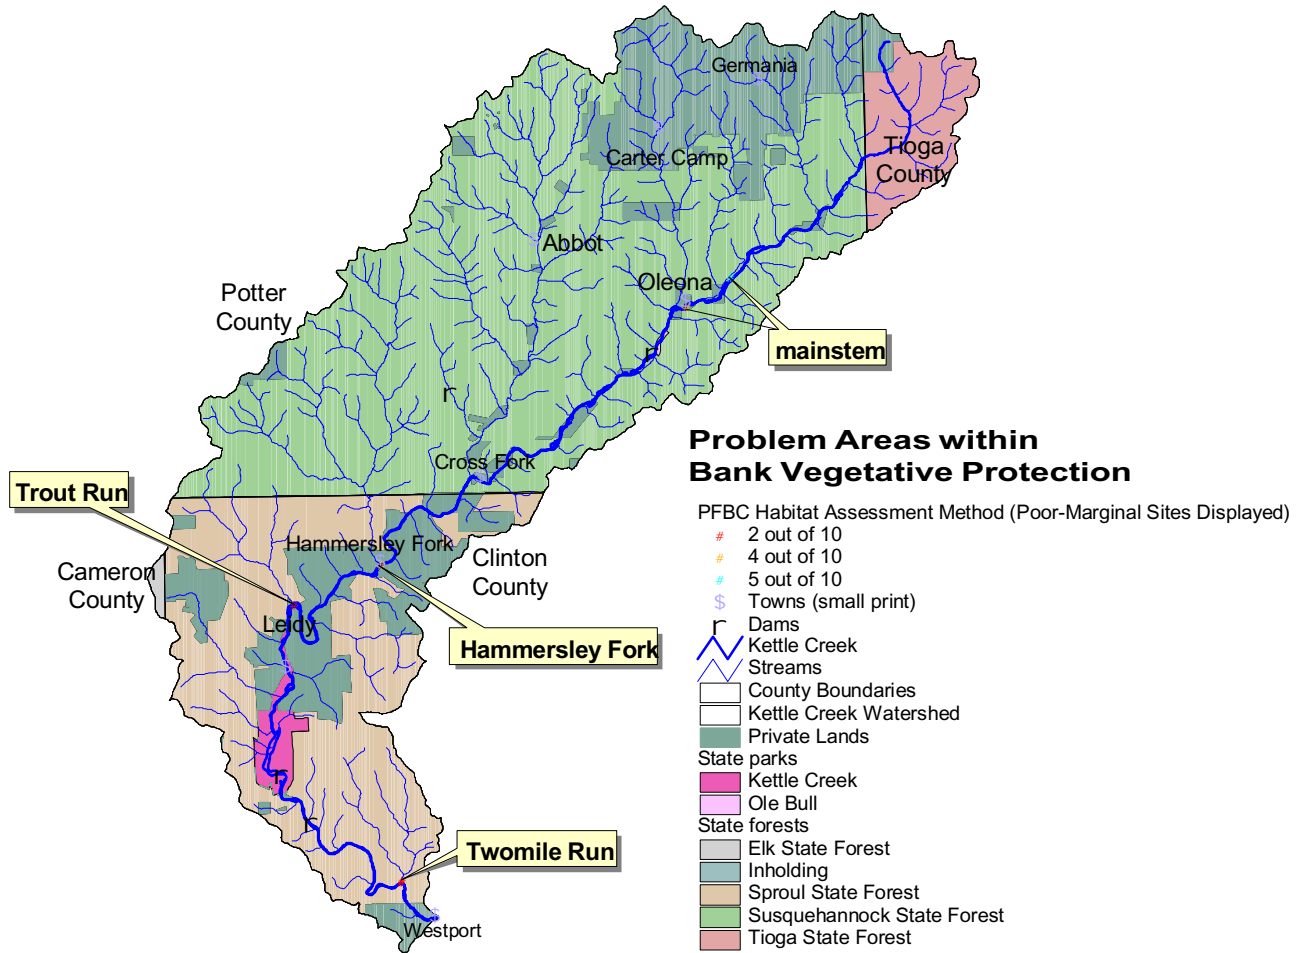 Germania
Tioga
County
Carter Camp
Abbot
Oleona
Potter
County
mainstem
r
r
Cross Fork
Trout Run
Hammersley Fork
Clinton
County
Cameron
County
Leidy
Hammersley Fork
r
r
Twomile Run
Westport
Problem Areas within
Bank Vegetative Protection
PFBC Habitat Assessment Method (Poor-Marginal Sites Displayed)
# 2 out of 10
# 4 out of 10
# 5 out of 10
$ Towns (small print)
r Dams
Kettle Creek
Streams
County Boundaries
Kettle Creek Watershed
Private Lands
State parks
Kettle Creek
Ole Bull
State forests
Elk State Forest
Inholding
Sproul State Forest
Susquehannock State Forest
Tioga State Forest